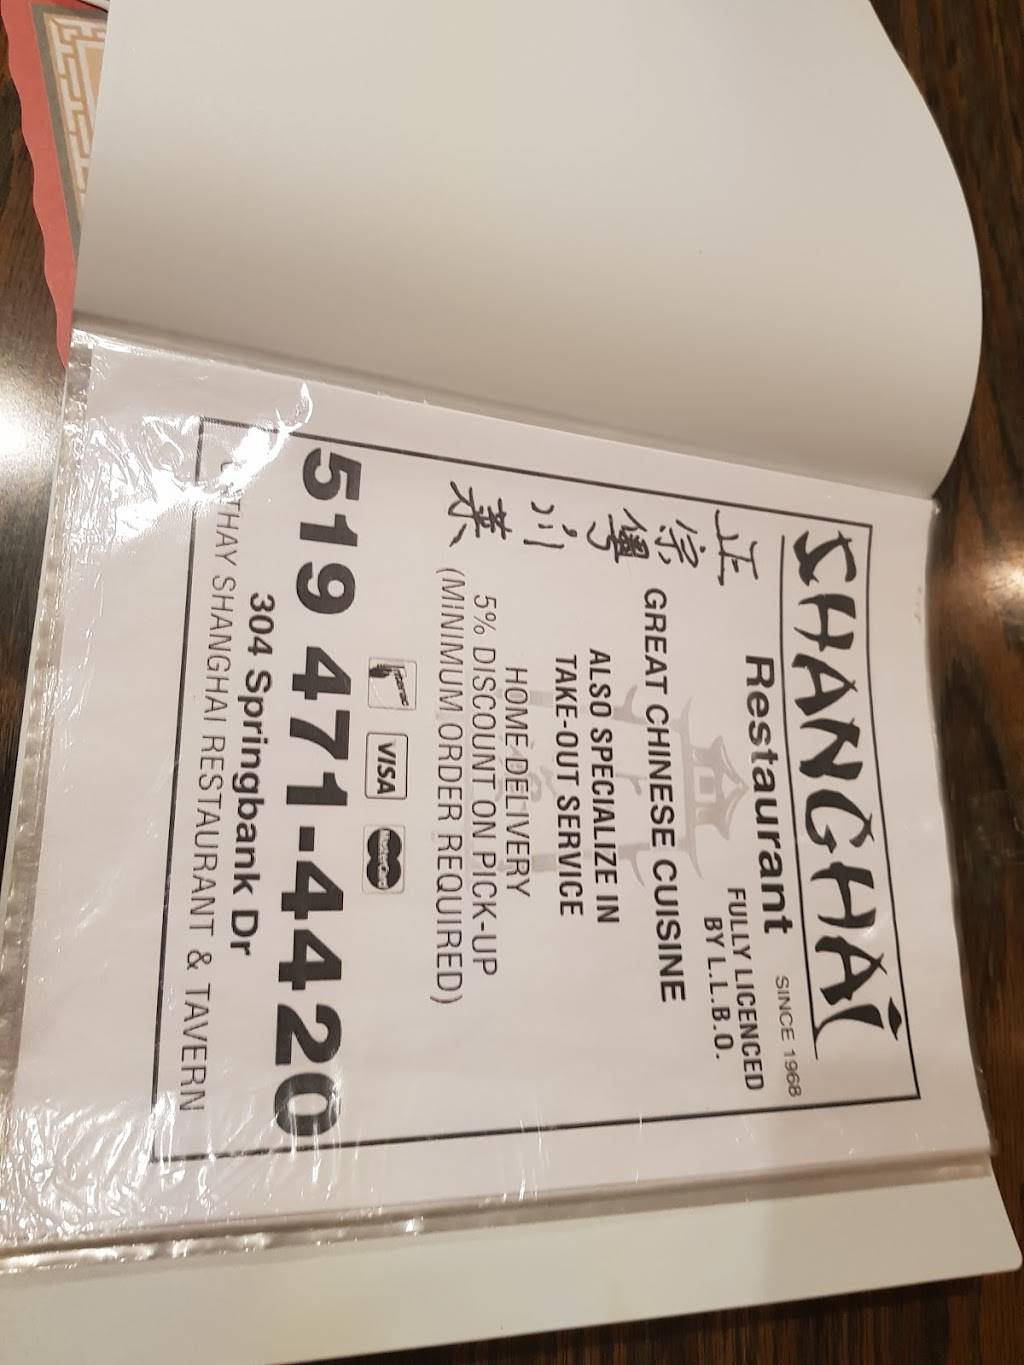 SHANGHAI
Restaurant
SINCE 1968
FULLY LICENCED
BY L.L.B.O.
正宗粵川菜
GREAT CHINESE CUISINE
ALSO SPECIALIZE IN
TAKE-OUT SERVICE
HOME DELIVERY
5% DISCOUNT ON PICK-UP
(MINIMUM ORDER REQUIRED)
Interac VISA MasterCard
519 471-4420
304 Springbank Dr
SHANGHAI RESTAURANT & TAVERN